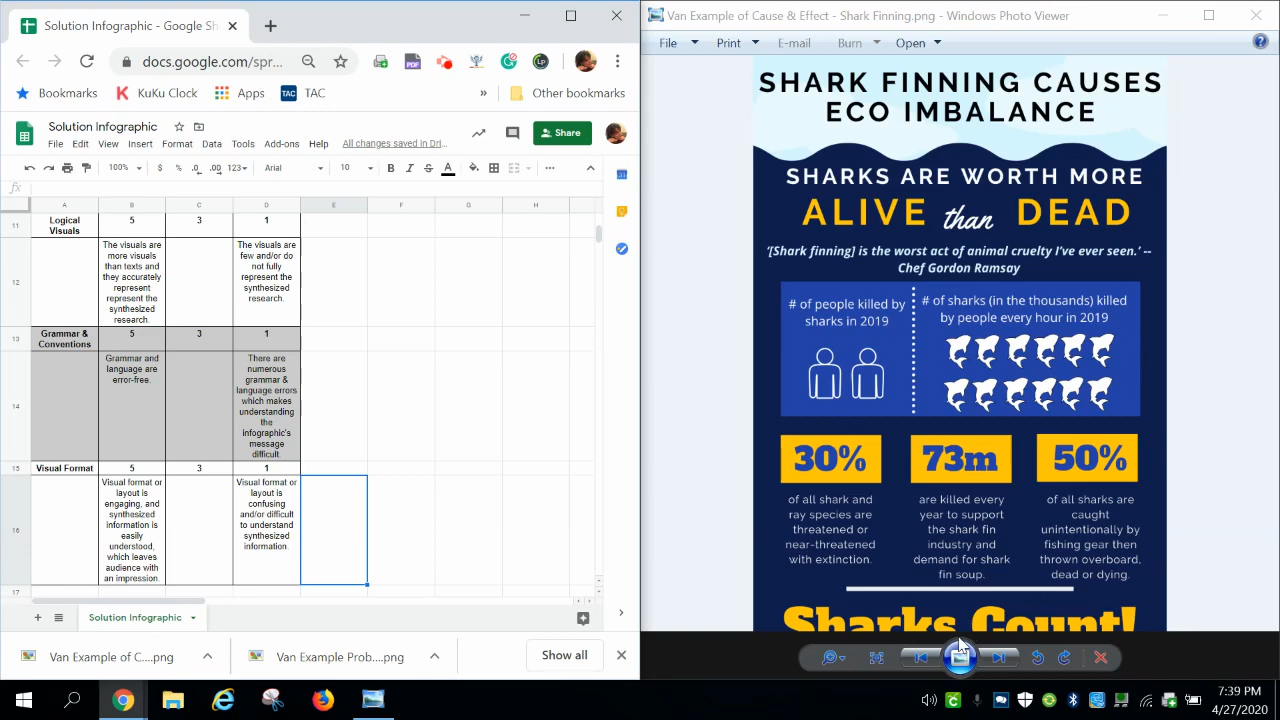 Solution Infographic - Google Sh
docs.google.com/spr...
Bookmarks
KuKu Clock
Apps
TAC
TAC
»
Other bookmarks
Solution Infographic
Share
File Edit View Insert Format Data Tools Add-ons Help
All changes saved in Dri...
100% $ % .0 .00 123 Arial 10 B I S A
fx
A B C D E F G H
11 Logical Visuals 5 3 1
12
The visuals are
more visuals
than texts and
they accurately
represent
represent the
synthesized
research.
The visuals are
few and/or do
not fully
represent the
synthesized
research.
13 Grammar & Conventions 5 3 1
14
Grammar and
language are
error-free.
There are
numerous
grammar &
language errors
which makes
understanding
the
infographic's
message
difficult.
15 Visual Format 5 3 1
16
Visual format or
layout is
engaging, and
synthesized
information is
easily
understood,
which leaves
audience with
an impression.
Visual format or
layout is
confusing
and/or difficult
to understand
synthesized
information.
17
Solution Infographic
Van Example of C....png
Van Example Prob....png
Show all
Van Example of Cause & Effect - Shark Finning.png - Windows Photo Viewer
File Print E-mail Burn Open
SHARK FINNING CAUSES
ECO IMBALANCE
SHARKS ARE WORTH MORE
ALIVE than DEAD
'[Shark finning] is the worst act of animal cruelty I've ever seen.' --
Chef Gordon Ramsay
# of people killed by
sharks in 2019
# of sharks (in the thousands) killed
by people every hour in 2019
30%
of all shark and
ray species are
threatened or
near-threatened
with extinction.
73m
are killed every
year to support
the shark fin
industry and
demand for shark
fin soup.
50%
of all sharks are
caught
unintentionally by
fishing gear then
thrown overboard,
dead or dying.
Sharks Count!
7:39 PM
4/27/2020